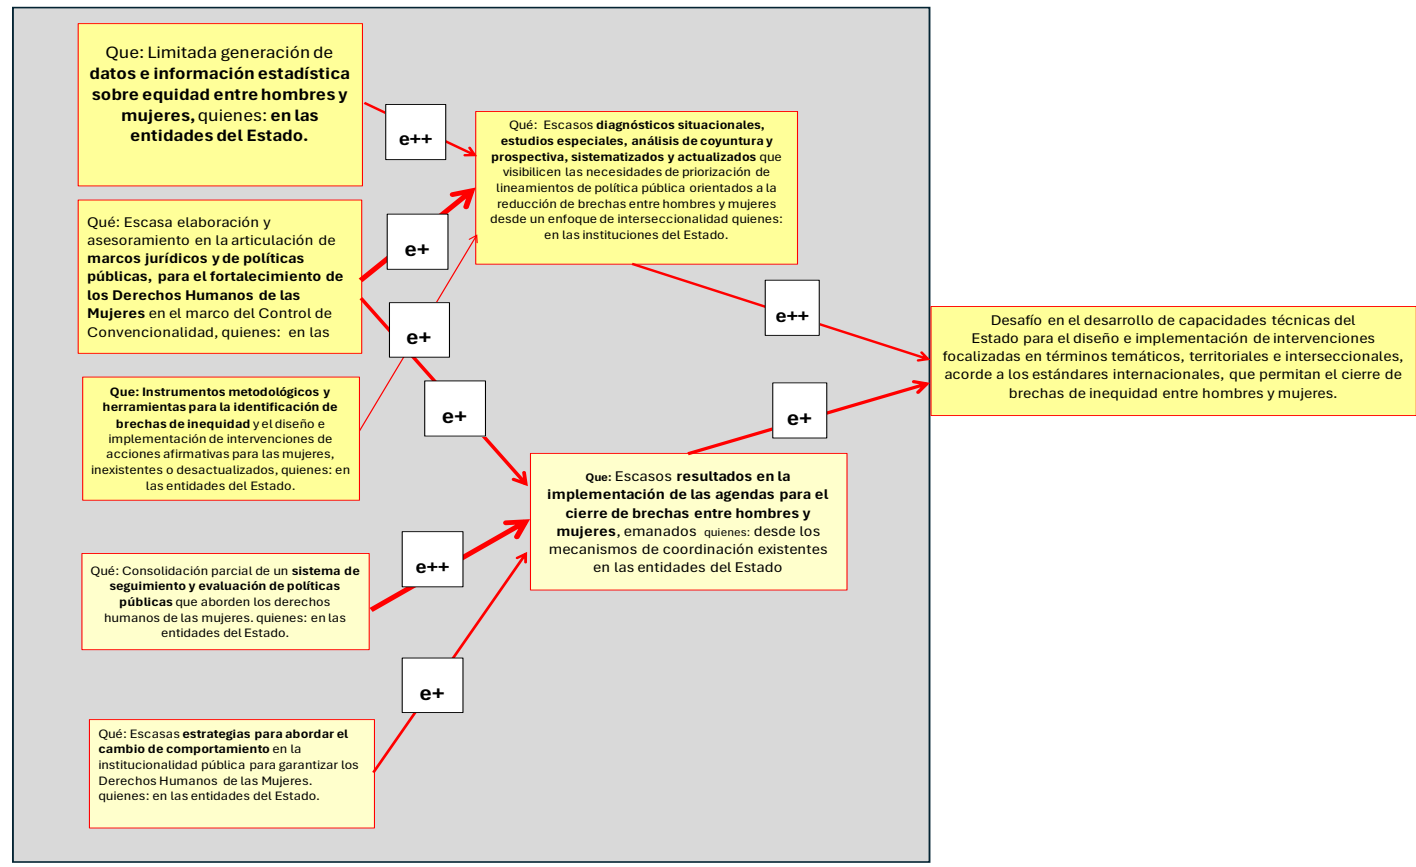 Que: Limitada generación de
datos e información estadística
sobre equidad entre hombres y
mujeres, quienes: en las
entidades del Estado.
e++
Qué: Escasos diagnósticos situacionales,
estudios especiales, análisis de coyuntura y
prospectiva, sistematizados y actualizados que
visibilicen las necesidades de priorización de
lineamientos de política pública orientados a la
reducción de brechas entre hombres y mujeres
desde un enfoque de interseccionalidad quienes:
en las instituciones del Estado.
Qué: Escasa elaboración y
asesoramiento en la articulación de
marcos jurídicos y de políticas
públicas, para el fortalecimiento de
los Derechos Humanos de las
Mujeres en el marco del Control de
Convencionalidad, quienes: en las
e+
e+
e++
Desafío en el desarrollo de capacidades técnicas del
Estado para el diseño e implementación de intervenciones
focalizadas en términos temáticos, territoriales e interseccionales,
acorde a los estándares internacionales, que permitan el cierre de
brechas de inequidad entre hombres y mujeres.
Que: Instrumentos metodológicos y
herramientas para la identificación de
brechas de inequidad y el diseño e
implementación de intervenciones de
acciones afirmativas para las mujeres,
inexistentes o desactualizados, quienes: en
las entidades del Estado.
e+
e+
Que: Escasos resultados en la
implementación de las agendas para el
cierre de brechas entre hombres y
mujeres, emanados quienes: desde los
mecanismos de coordinación existentes
en las entidades del Estado
Qué: Consolidación parcial de un sistema de
seguimiento y evaluación de políticas
públicas que aborden los derechos
humanos de las mujeres. quienes: en las
entidades del Estado.
e++
e+
Qué: Escasas estrategias para abordar el
cambio de comportamiento en la
institucionalidad pública para garantizar los
Derechos Humanos de las Mujeres.
quienes: en las entidades del Estado.